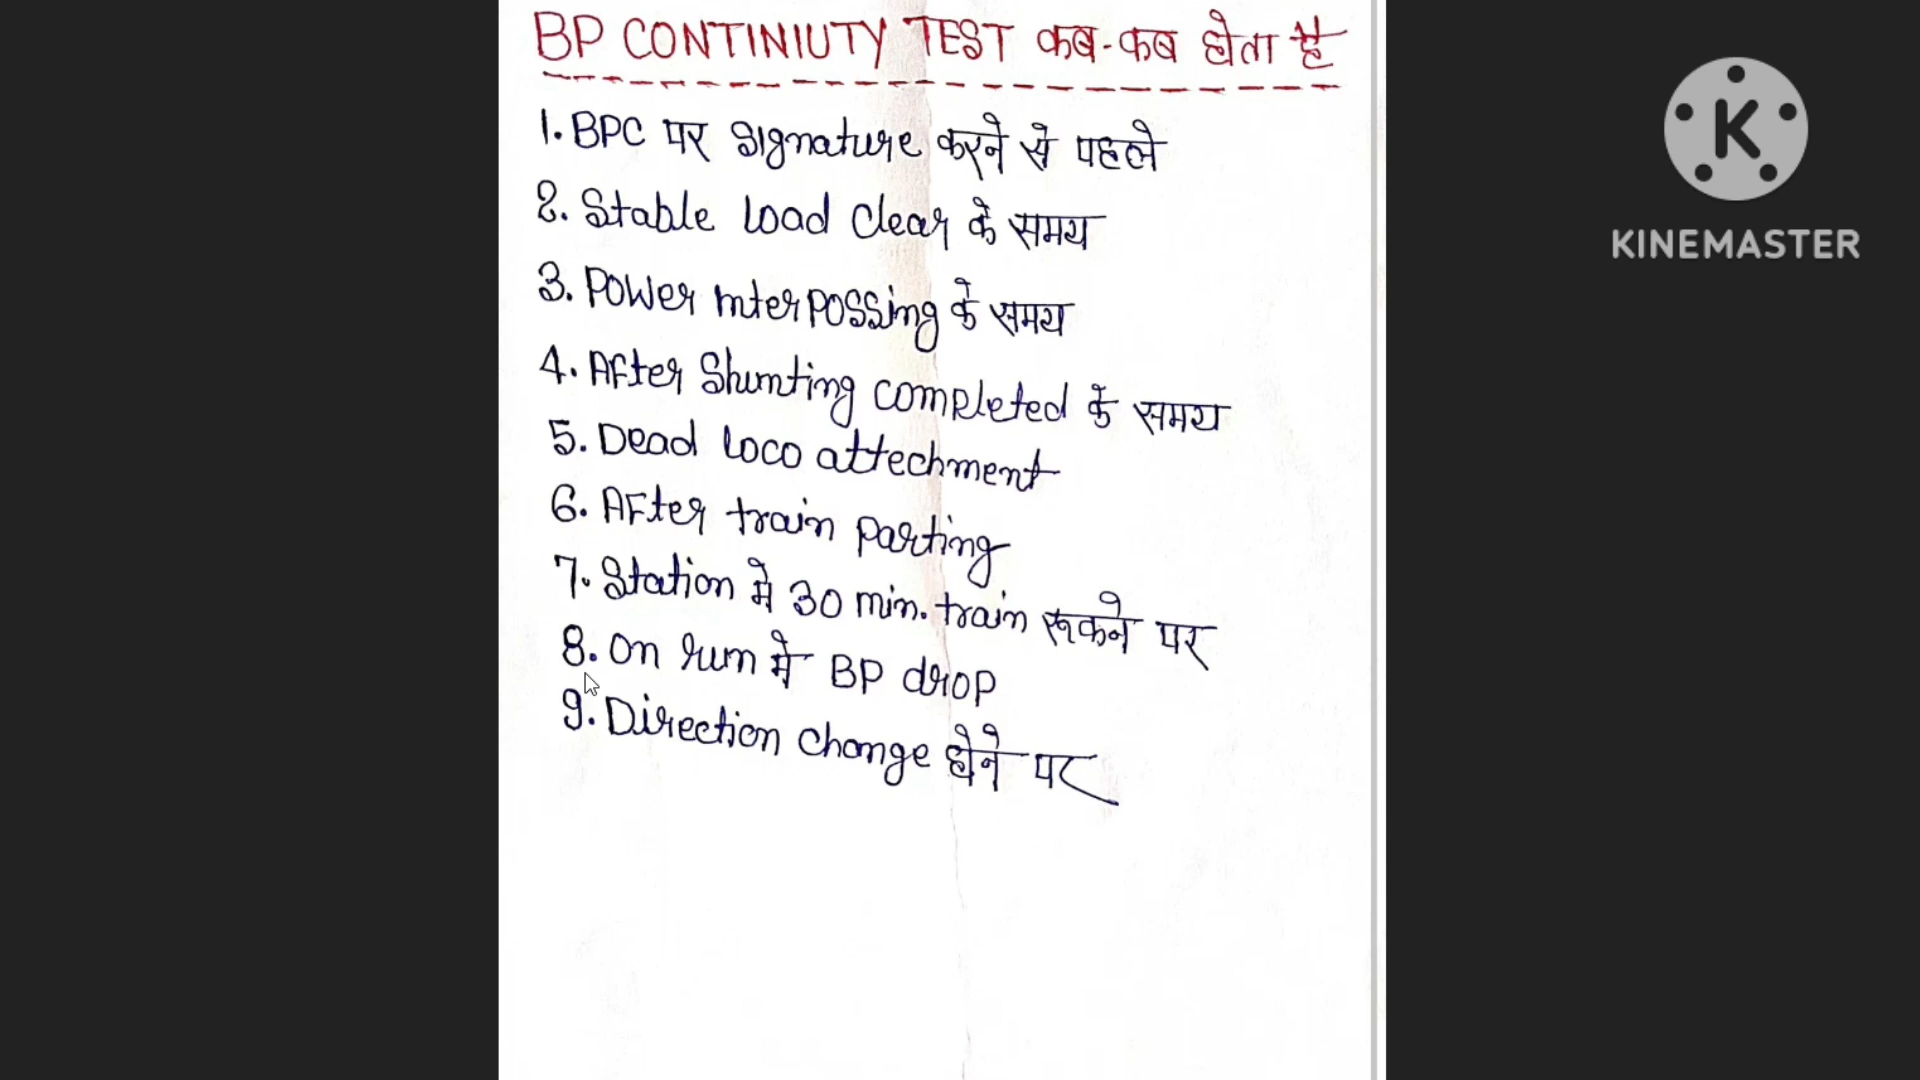 BP CONTINIUTY TEST कब-कब होता है
1. BPC पर Signature करने से पहले
2. Stable load clear के समय
3. Power interpossing के समय
4. After Shunting completed के समय
5. Dead loco attechment
6. After train parting
7. Station मे 30 min. train रूकने पर
8. On run मे BP drop
9. Direction change होने पर
K
KINEMASTER